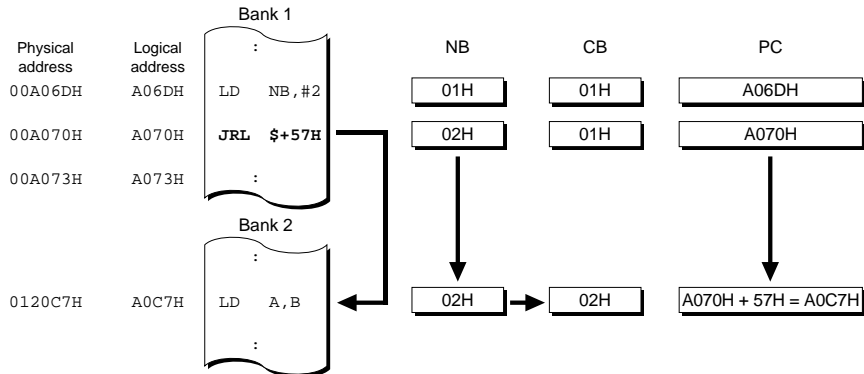 Bank 1
Physical address Logical address NB CB PC
:
00A06DH A06DH LD NB,#2 01H 01H A06DH
00A070H A070H JRL $+57H 02H 01H A070H
00A073H A073H :
Bank 2
:
0120C7H A0C7H LD A,B 02H 02H A070H + 57H = A0C7H
: